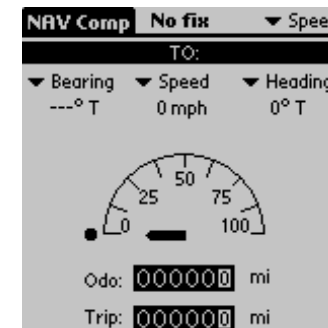 NAV Comp No fix ▼ Spee
TO:
▼ Bearing ▼ Speed ▼ Heading
---° T 0 mph 0° T
50
25 75
0 100
Odo: 000000 mi
Trip: 000000 mi